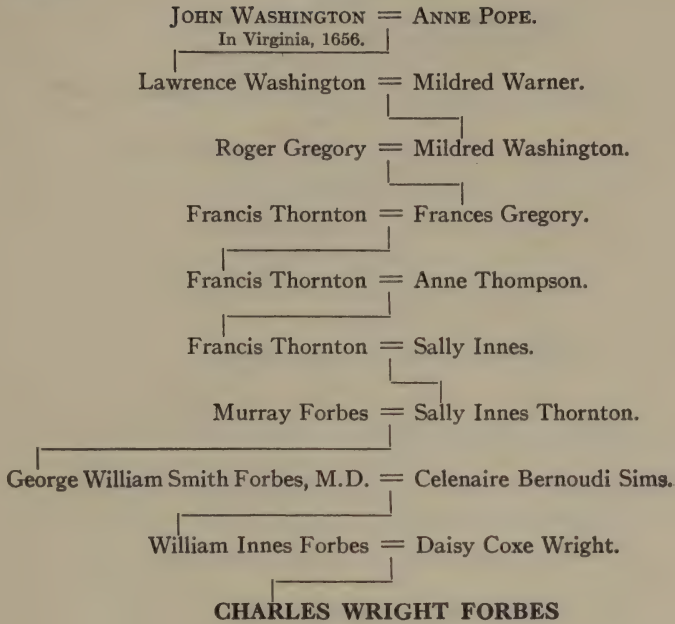 JOHN WASHINGTON = ANNE POPE.
In Virginia, 1656.
Lawrence Washington = Mildred Warner.
Roger Gregory = Mildred Washington.
Francis Thornton = Frances Gregory.
Francis Thornton = Anne Thompson.
Francis Thornton = Sally Innes.
Murray Forbes = Sally Innes Thornton.
George William Smith Forbes, M.D. = Celenaire Bernoudi Sims.
William Innes Forbes = Daisy Coxe Wright.
CHARLES WRIGHT FORBES